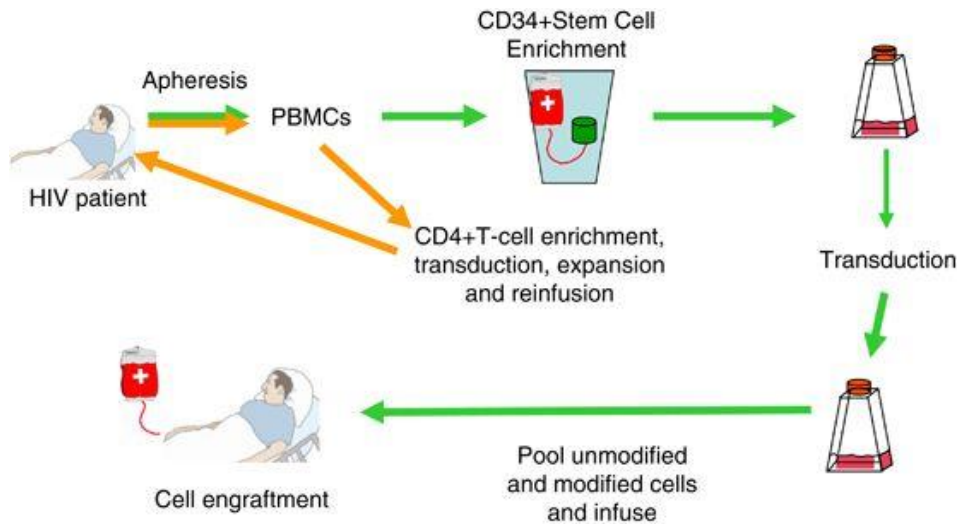 CD34+Stem Cell
Enrichment
Apheresis
PBMCs
HIV patient
CD4+T-cell enrichment,
transduction, expansion
and reinfusion
Transduction
Pool unmodified
and modified cells
and infuse
Cell engraftment